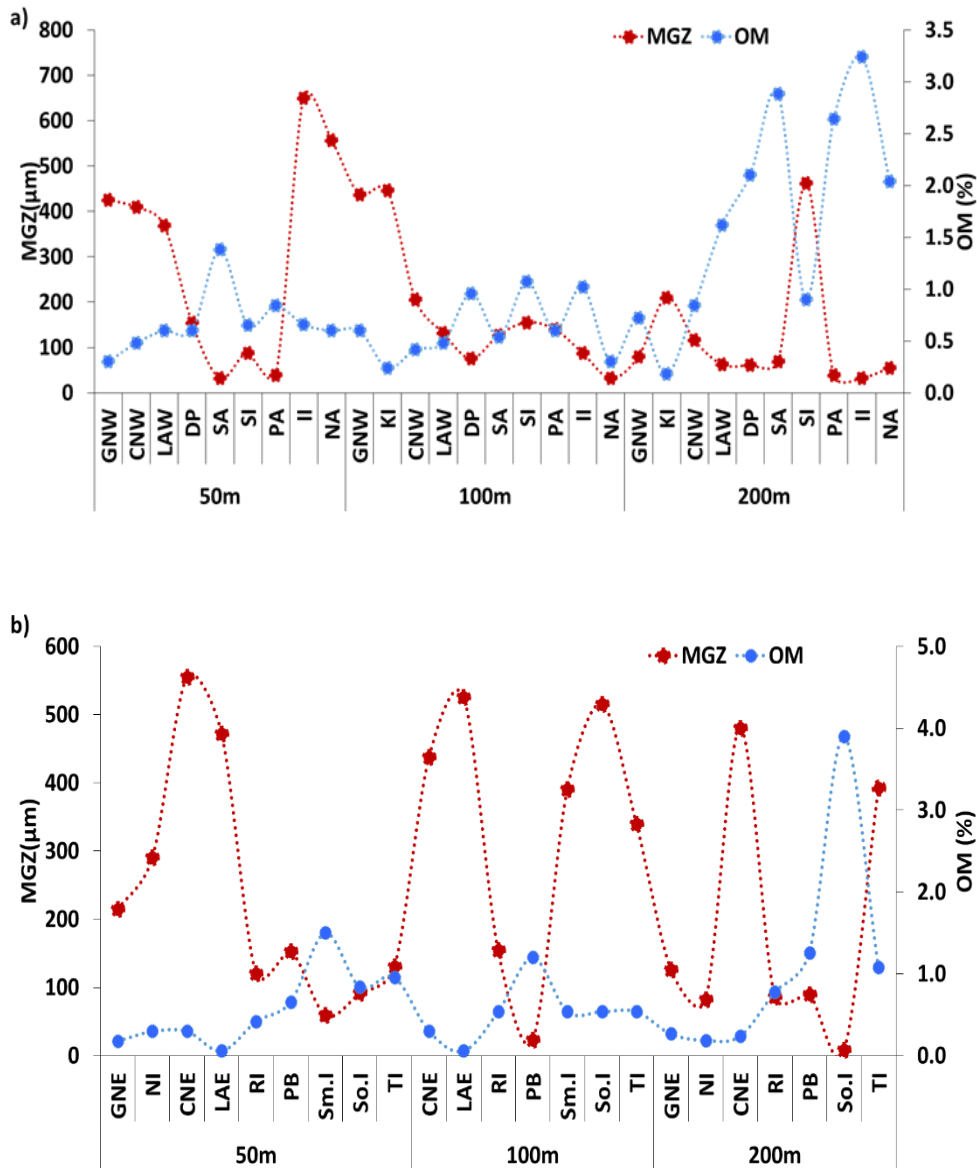 a)
MGZ OM
800
700
600
500
400
300
200
100
0
MGZ(µm)
3.5
3.0
2.5
2.0
1.5
1.0
0.5
0.0
OM (%)
GNW CNW LAW DP SA SI PA II NA GNW KI CNW LAW DP SA SI PA II NA GNW KI CNW LAW DP SA SI PA II NA
50m 100m 200m
b)
MGZ OM
600
500
400
300
200
100
0
MGZ(µm)
5.0
4.0
3.0
2.0
1.0
0.0
OM (%)
GNE NI CNE LAE RI PB Sm.I So.I TI CNE LAE RI PB Sm.I So.I TI GNE NI CNE RI PB So.I TI
50m 100m 200m